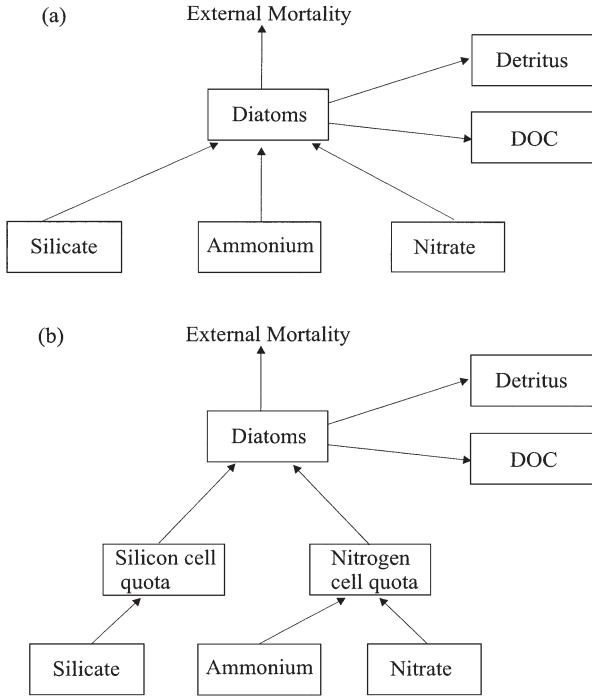 (a)
External Mortality
Detritus
Diatoms
DOC
Silicate
Ammonium
Nitrate
(b)
External Mortality
Detritus
Diatoms
DOC
Silicon cell
quota
Nitrogen
cell quota
Silicate
Ammonium
Nitrate